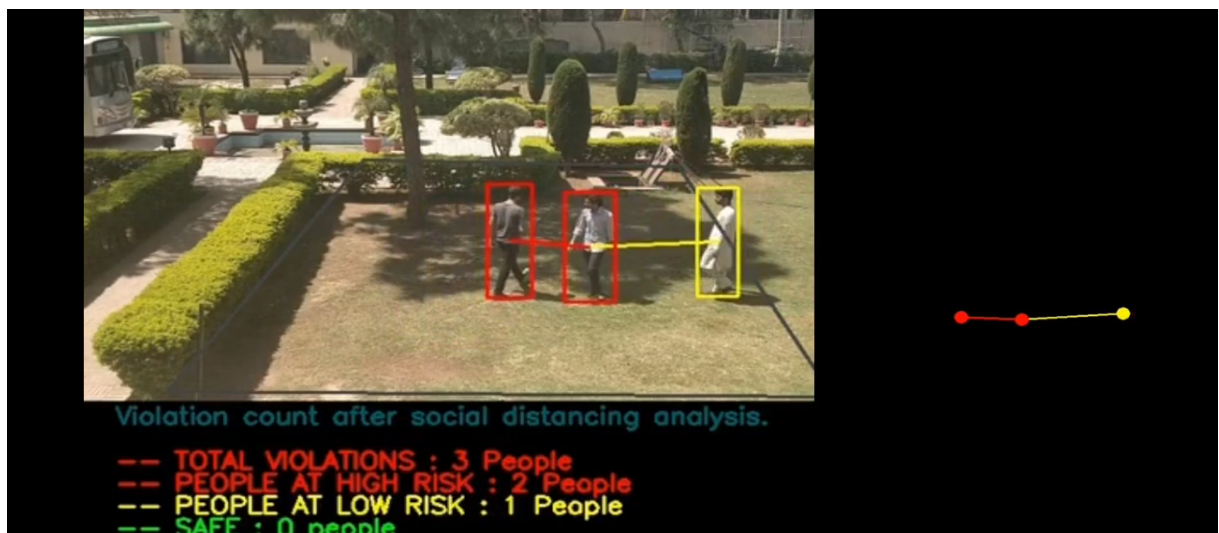 Violation count after social distancing analysis.
-- TOTAL VIOLATIONS : 3 People
-- PEOPLE AT HIGH RISK : 2 People
-- PEOPLE AT LOW RISK : 1 People
-- SAFE : 0 people